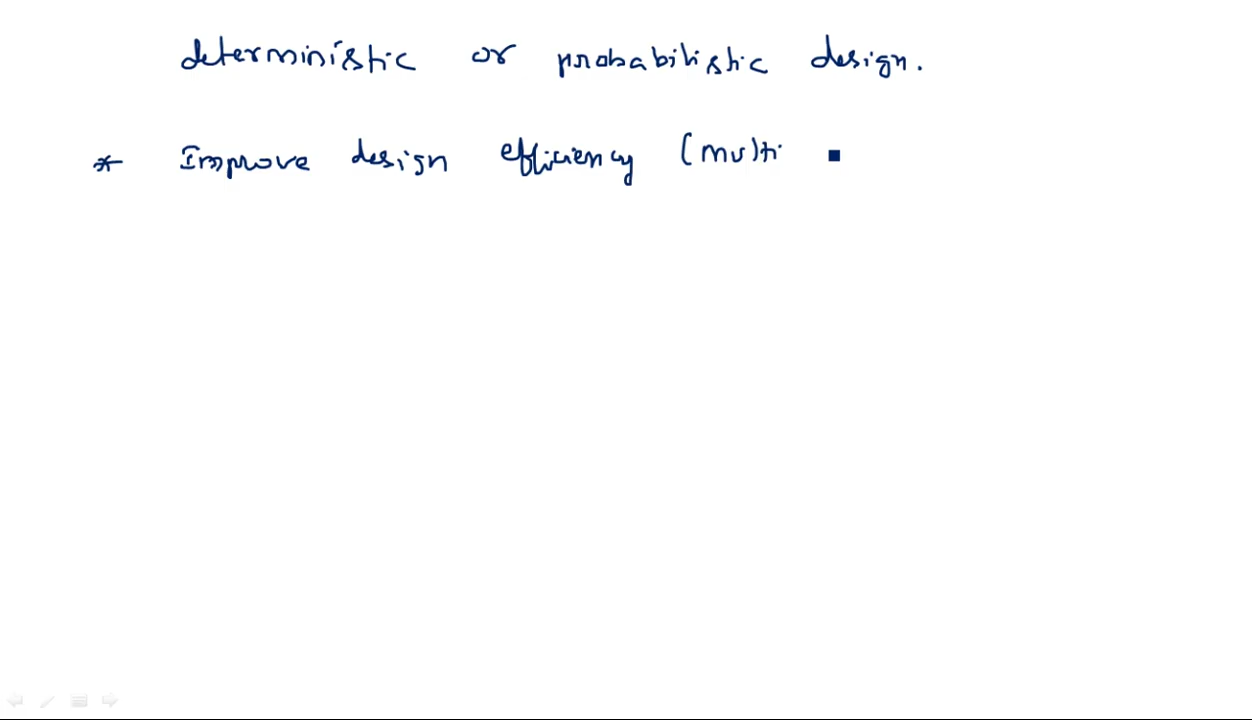 deterministic or probabilistic design.
* Improve design efficiency (multi